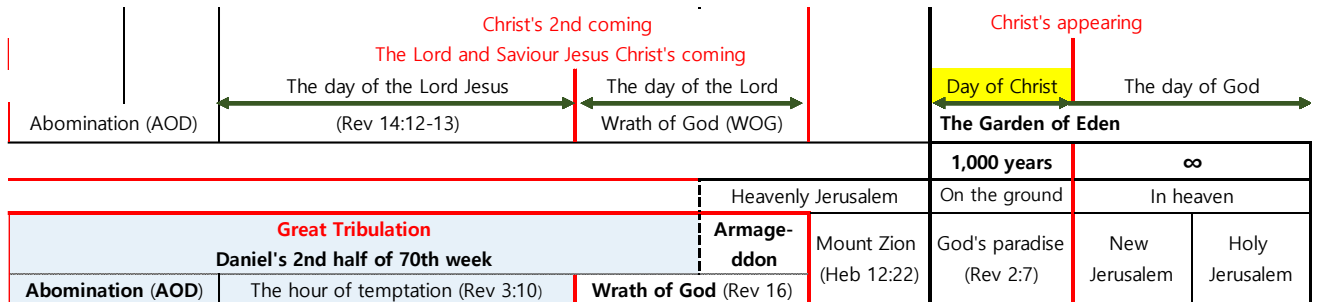 Christ's 2nd coming
Christ's appearing
The Lord and Saviour Jesus Christ's coming
The day of the Lord Jesus
The day of the Lord
Day of Christ
The day of God
Abomination (AOD)
(Rev 14:12-13)
Wrath of God (WOG)
The Garden of Eden
1,000 years
∞
Heavenly Jerusalem
On the ground
In heaven
Great Tribulation
Daniel's 2nd half of 70th week
Armage-
ddon
Mount Zion
(Heb 12:22)
God's paradise
(Rev 2:7)
New
Jerusalem
Holy
Jerusalem
Abomination (AOD)
The hour of temptation (Rev 3:10)
Wrath of God (Rev 16)